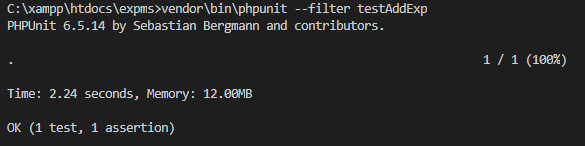 C:\xampp\htdocs\expms>vendor\bin\phpunit --filter testAddExp
PHPUnit 6.5.14 by Sebastian Bergmann and contributors.
. 1 / 1 (100%)
Time: 2.24 seconds, Memory: 12.00MB
OK (1 test, 1 assertion)